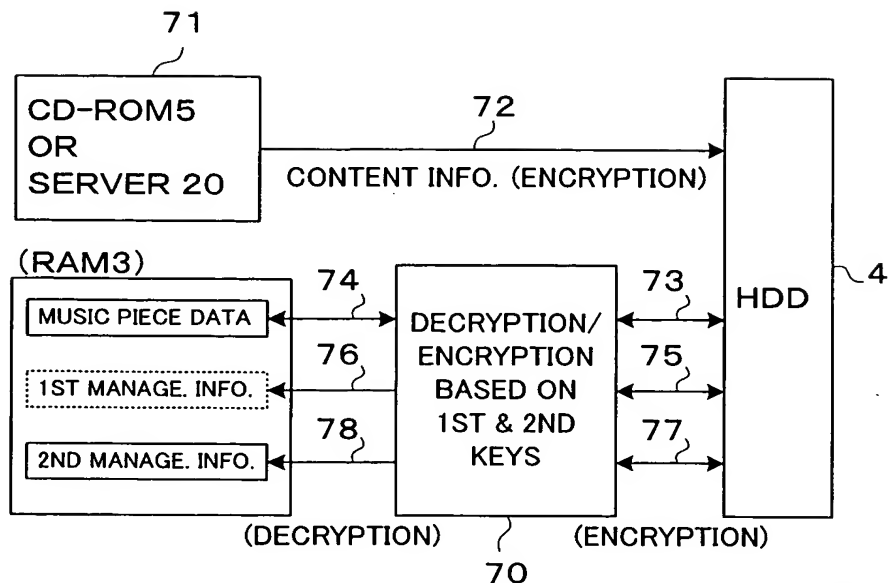 71
CD-ROM5
OR
SERVER 20
72
CONTENT INFO. (ENCRYPTION)
HDD
4
(RAM3)
MUSIC PIECE DATA
1ST MANAGE. INFO.
2ND MANAGE. INFO.
74
76
78
DECRYPTION/
ENCRYPTION
BASED ON
1ST & 2ND
KEYS
73
75
77
(DECRYPTION)
(ENCRYPTION)
70